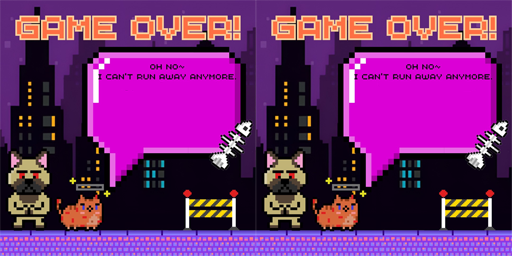 GAME OVER! GAME OVER!
OH NO~ OH NO~
I CAN'T RUN AWAY ANYMORE. I CAN'T RUN AWAY ANYMORE.